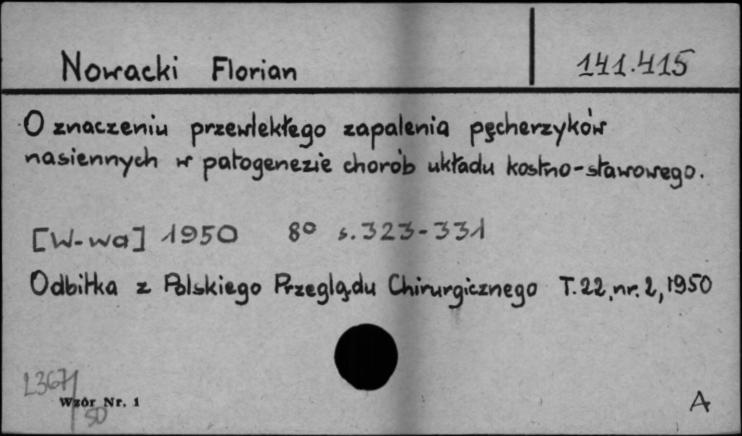 Nowacki Florian 141.415
O znaczeniu przewlekłego zapalenia pęcherzyków
nasiennych w patogenezie chorób układu kostno-stawowego.
[W-wa] 1950 8° s.323-331
Odbitka z Polskiego Przeglądu Chirurgicznego T.22, nr. 2, 1950
Wzór Nr. 1
50
A